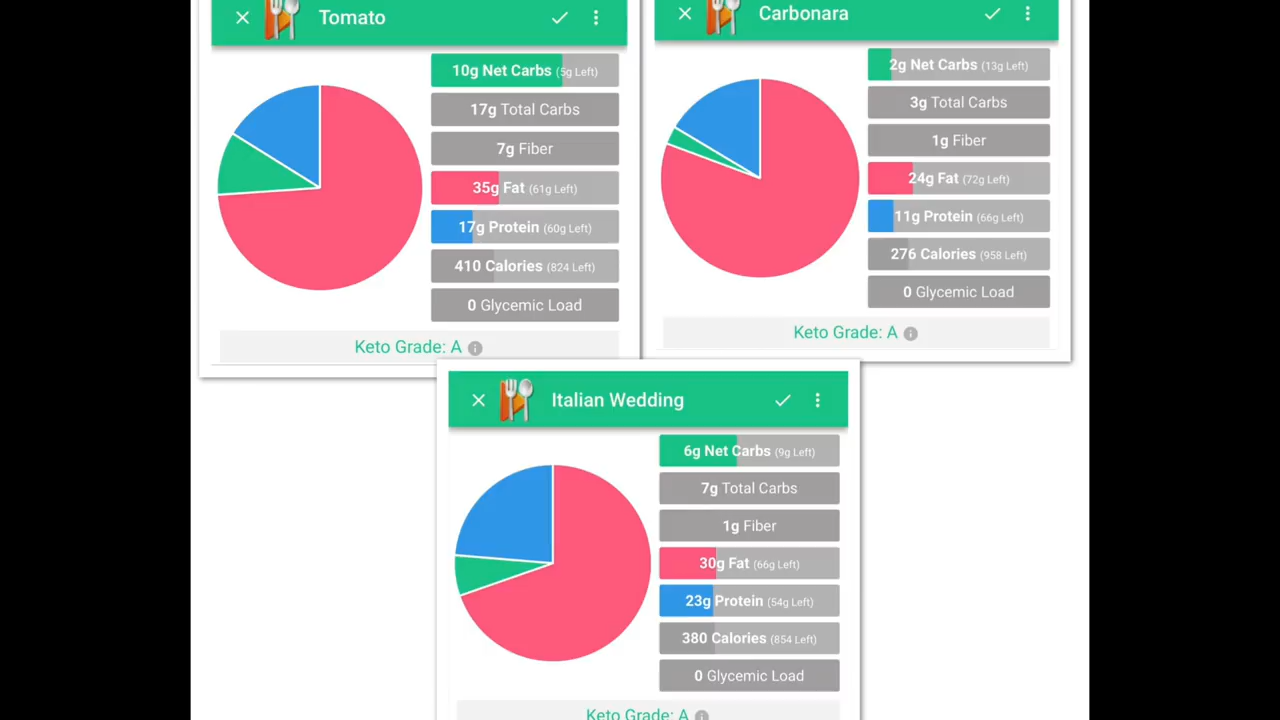 Tomato
10g Net Carbs (5g Left)
17g Total Carbs
7g Fiber
35g Fat (61g Left)
17g Protein (60g Left)
410 Calories (824 Left)
0 Glycemic Load
Keto Grade: A
Carbonara
2g Net Carbs (13g Left)
3g Total Carbs
1g Fiber
24g Fat (72g Left)
11g Protein (66g Left)
276 Calories (958 Left)
0 Glycemic Load
Keto Grade: A
Italian Wedding
6g Net Carbs (9g Left)
7g Total Carbs
1g Fiber
30g Fat (66g Left)
23g Protein (54g Left)
380 Calories (854 Left)
0 Glycemic Load
Keto Grade: A